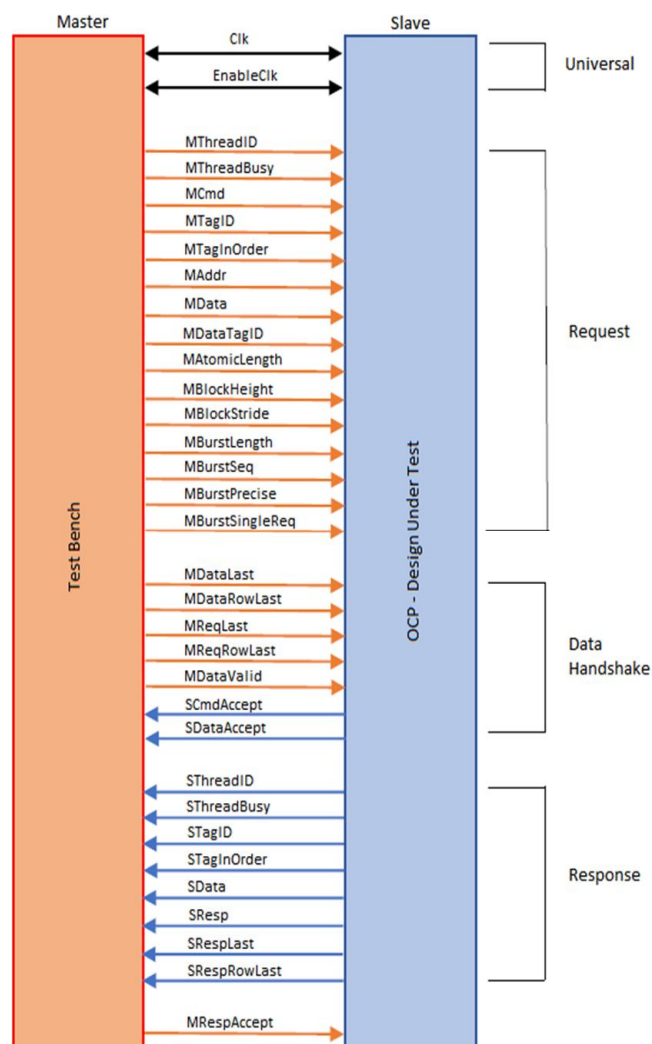 Master
Slave
Clk
EnableClk
Universal
MThreadID
MThreadBusy
MCmd
MTagID
MTagInOrder
MAddr
MData
MDataTagID
MAtomicLength
MBlockHeight
MBlockStride
MBurstLength
MBurstSeq
MBurstPrecise
MBurstSingleReq
Request
Test Bench
OCP - Design Under Test
MDataLast
MDataRowLast
MReqLast
MReqRowLast
MDataValid
SCmdAccept
SDataAccept
Data
Handshake
SThreadID
SThreadBusy
STagID
STagInOrder
SData
SResp
SRespLast
SRespRowLast
Response
MRespAccept